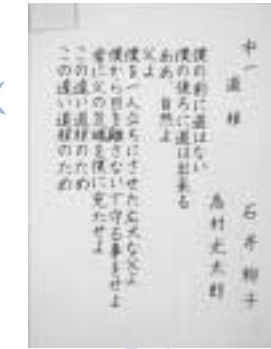 中一 石井
道程 高村光太郎
僕の前に道はない
僕の後ろに道は出来る
ああ 自然よ
父よ
僕を一人立ちにさせた広大な父よ
僕から目を離さないで守る事をせよ
常に父の気魄を僕に充たせよ
この遠い道程のため
この遠い道程のため